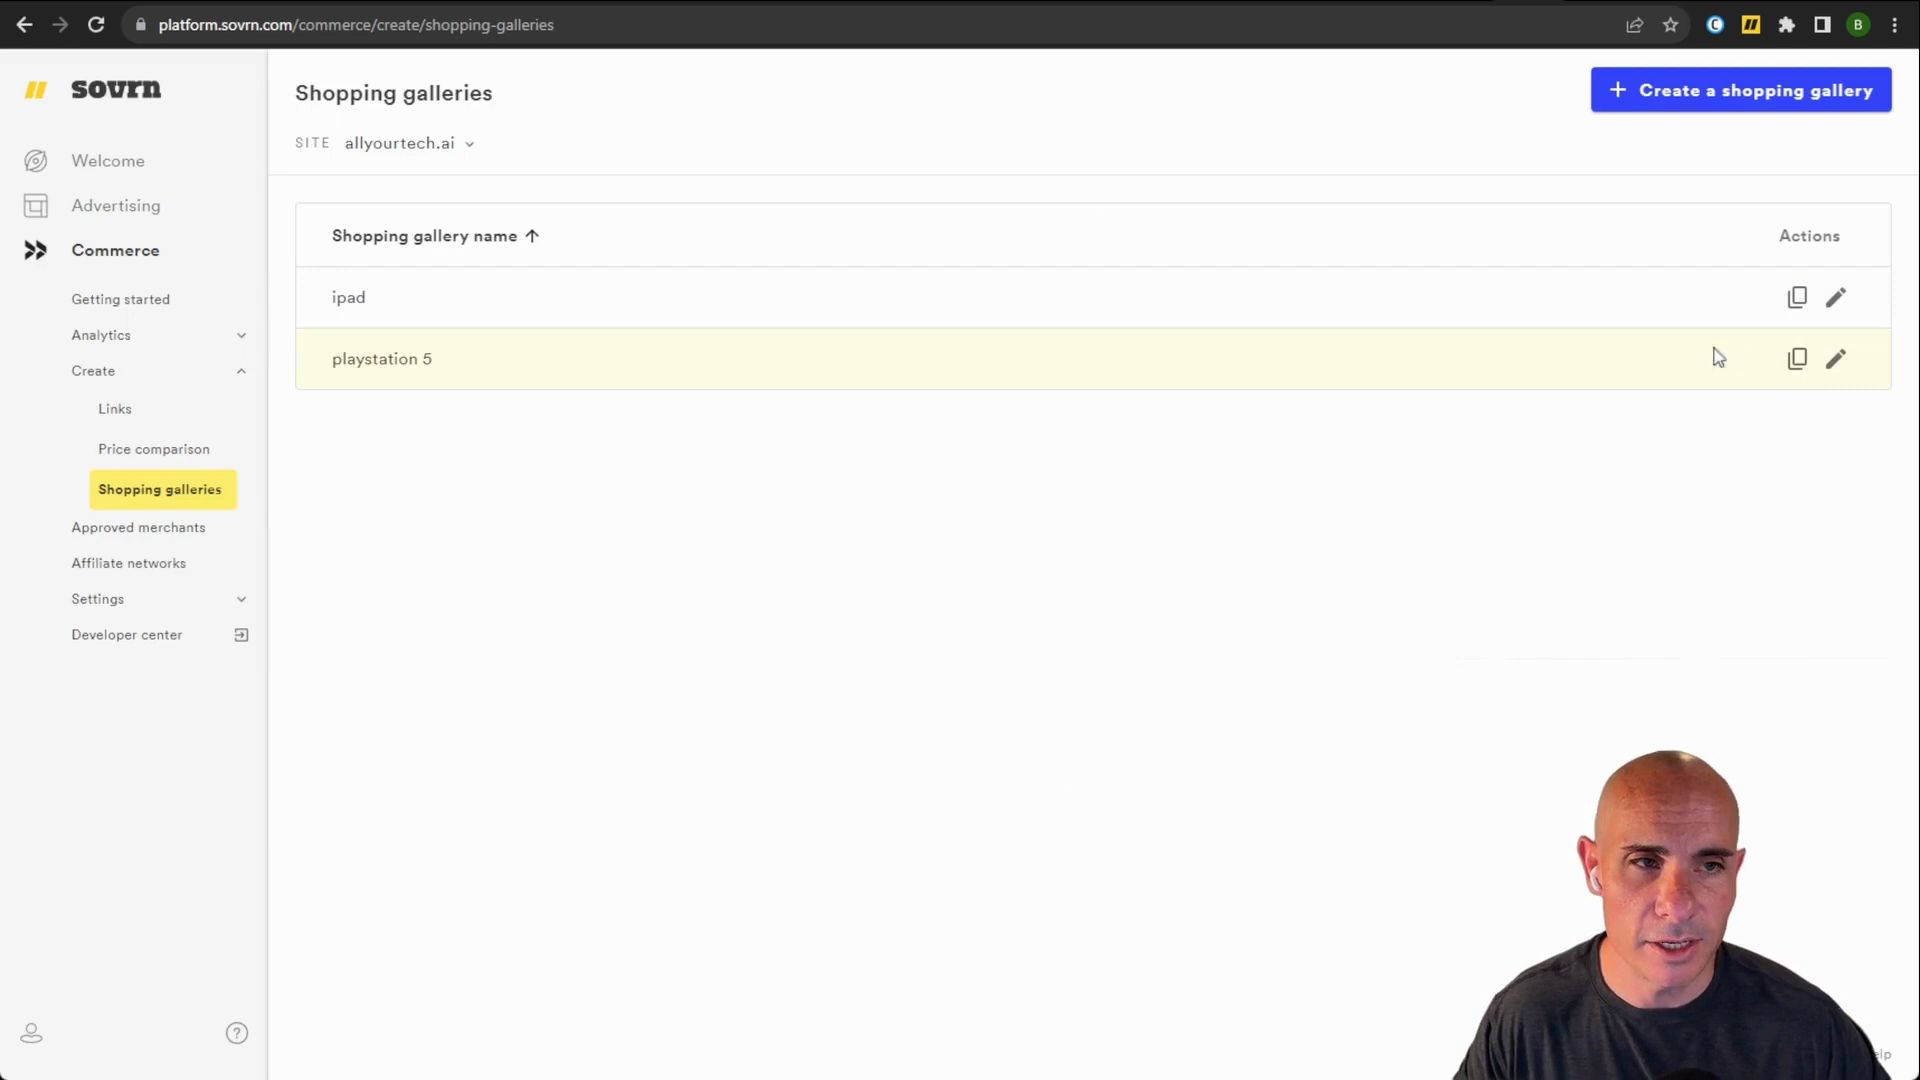 platform.sovrn.com/commerce/create/shopping-galleries
B
sovrn
Welcome
Advertising
Commerce
Getting started
Analytics
Create
Links
Price comparison
Shopping galleries
Approved merchants
Affiliate networks
Settings
Developer center
?
Shopping galleries
+ Create a shopping gallery
SITE allyourtech.ai
Shopping gallery name ↑ Actions
ipad
playstation 5